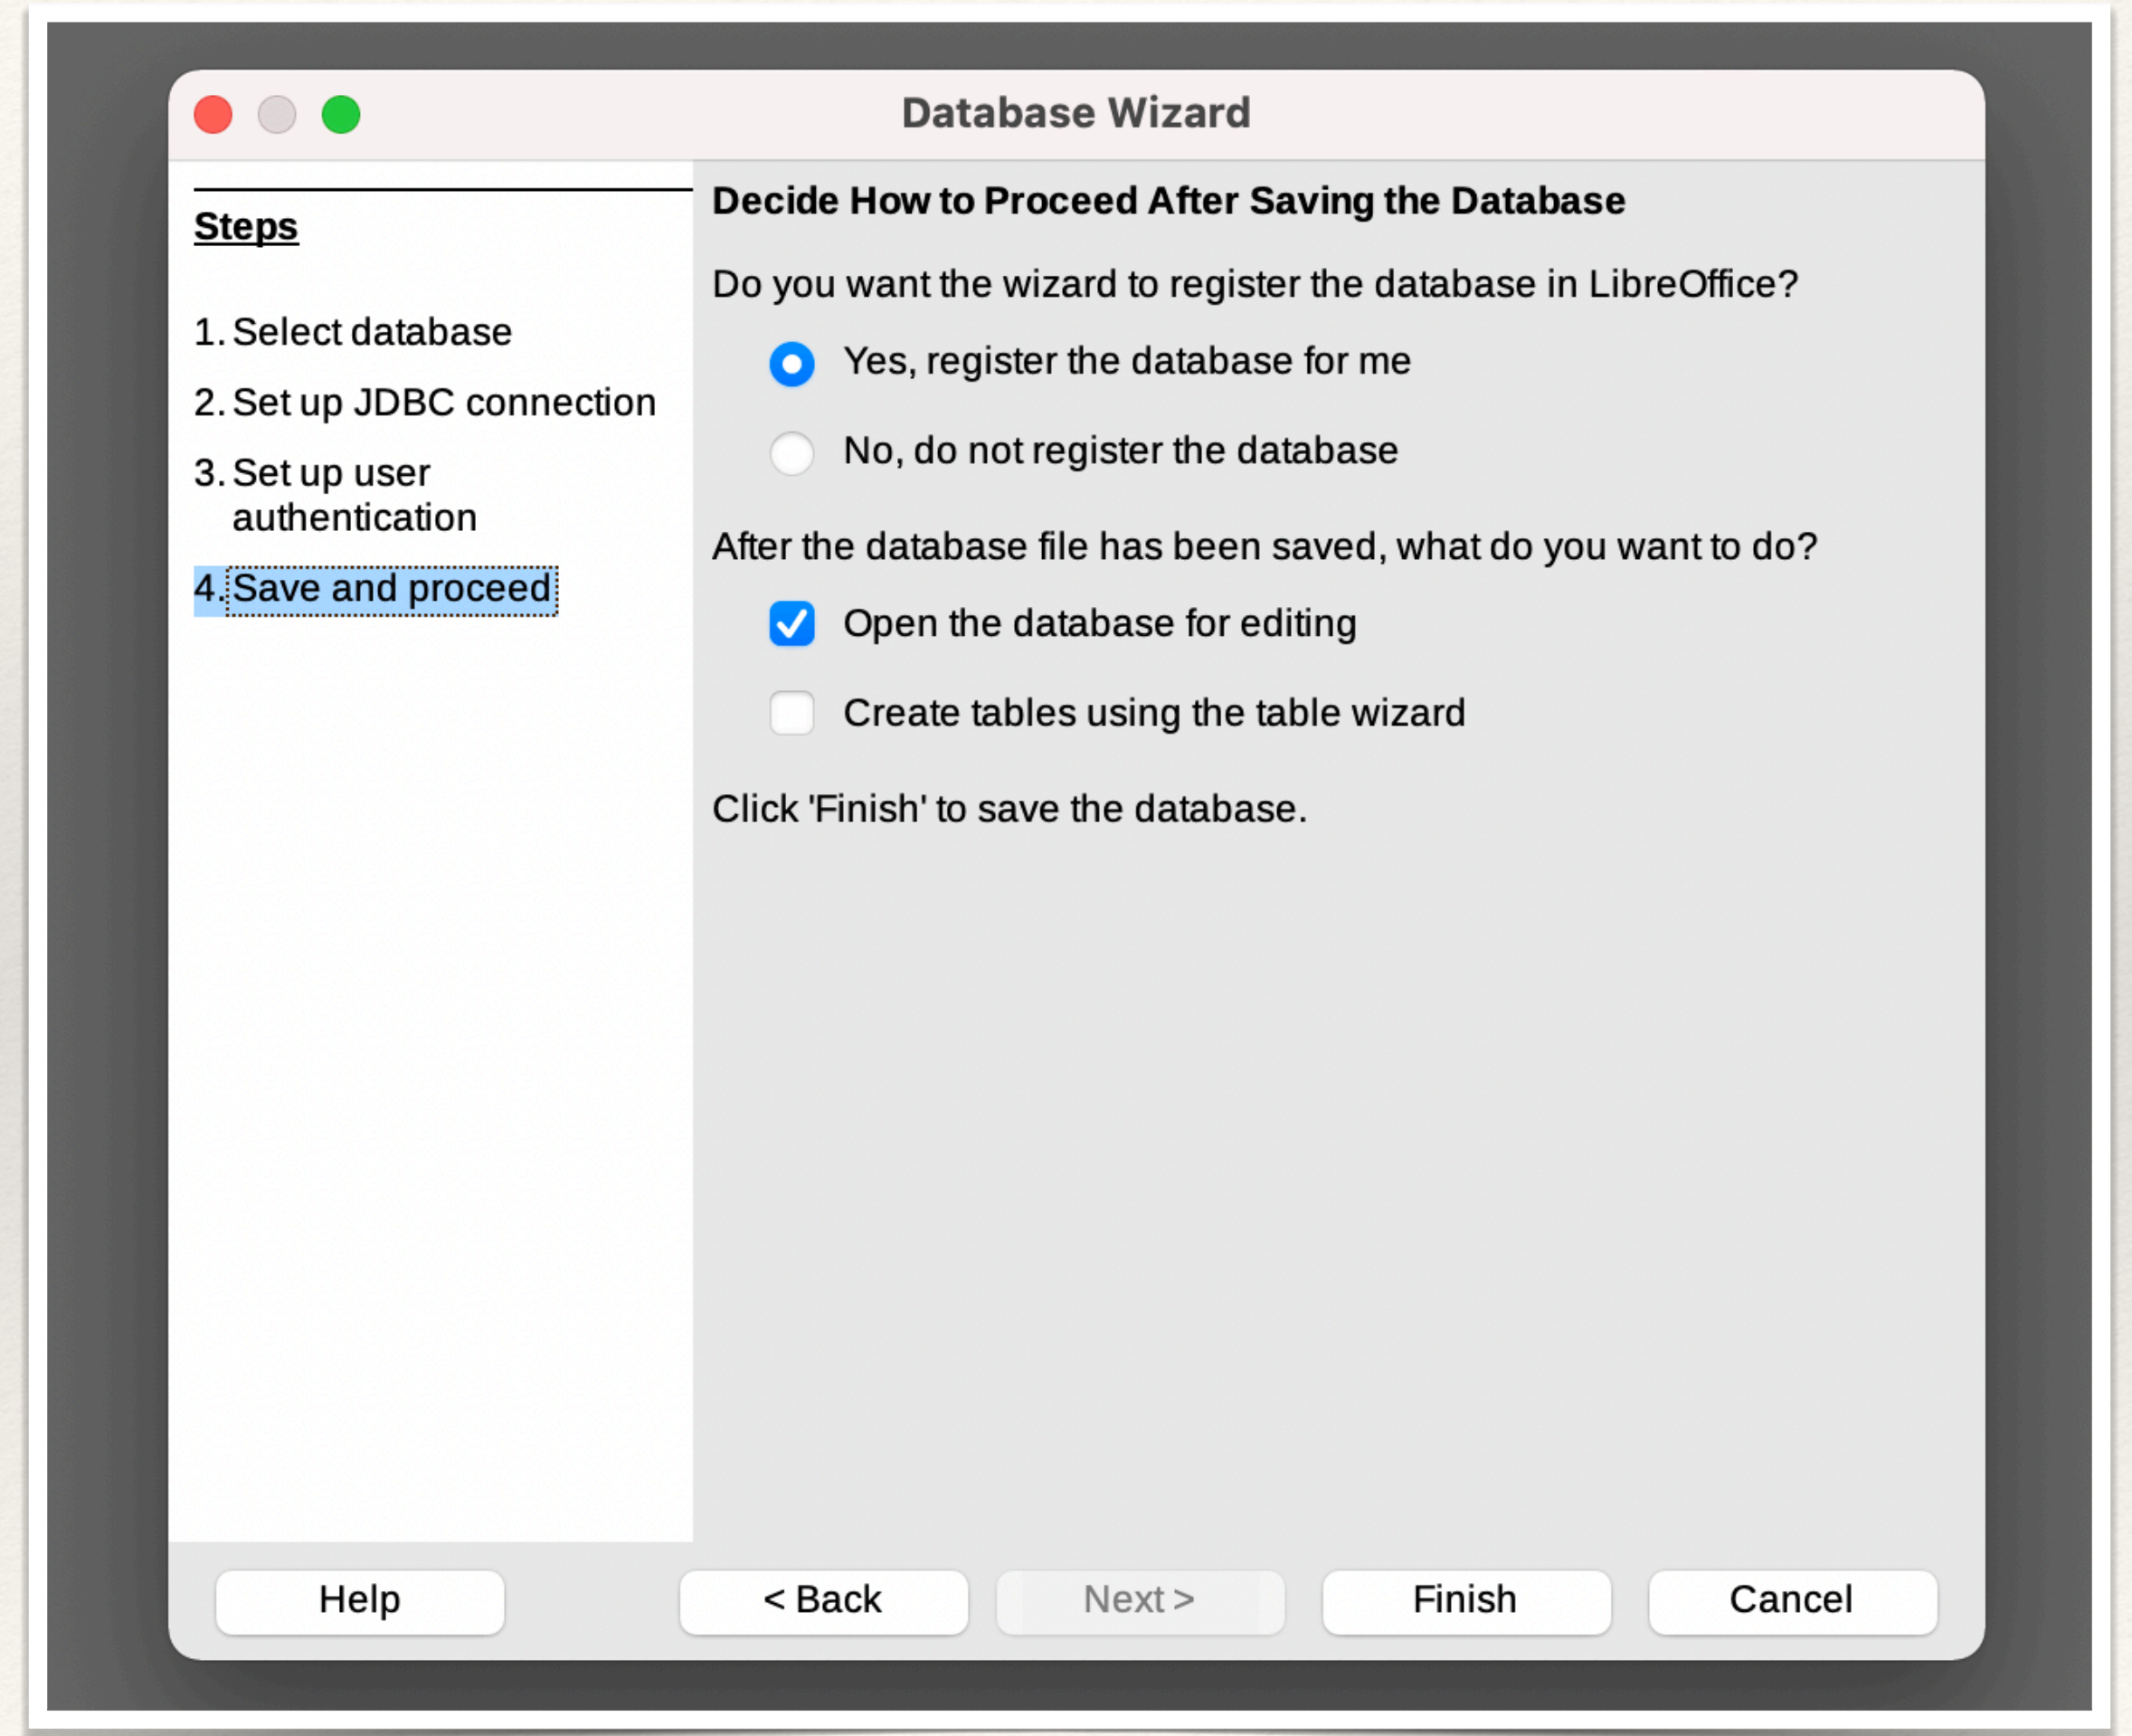 Database Wizard
Steps
1. Select database
2. Set up JDBC connection
3. Set up user
authentication
4. Save and proceed
Decide How to Proceed After Saving the Database
Do you want the wizard to register the database in LibreOffice?
Yes, register the database for me
No, do not register the database
After the database file has been saved, what do you want to do?
Open the database for editing
Create tables using the table wizard
Click 'Finish' to save the database.
Help
< Back
Next >
Finish
Cancel